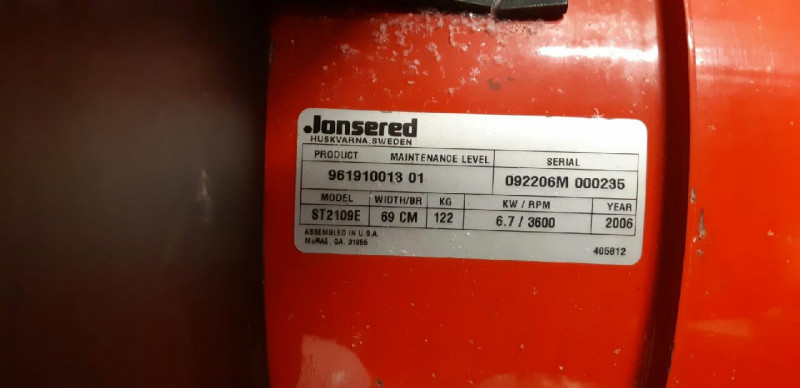 Jonsered
HUSKVARNA, SWEDEN
PRODUCT MAINTENANCE LEVEL SERIAL
961910013 01 092206M 000235
MODEL WIDTH/BR KG KW / RPM YEAR
ST2109E 69 CM 122 6.7 / 3600 2006
ASSEMBLED IN U.S.A.
McRAE, GA. 31055 405812